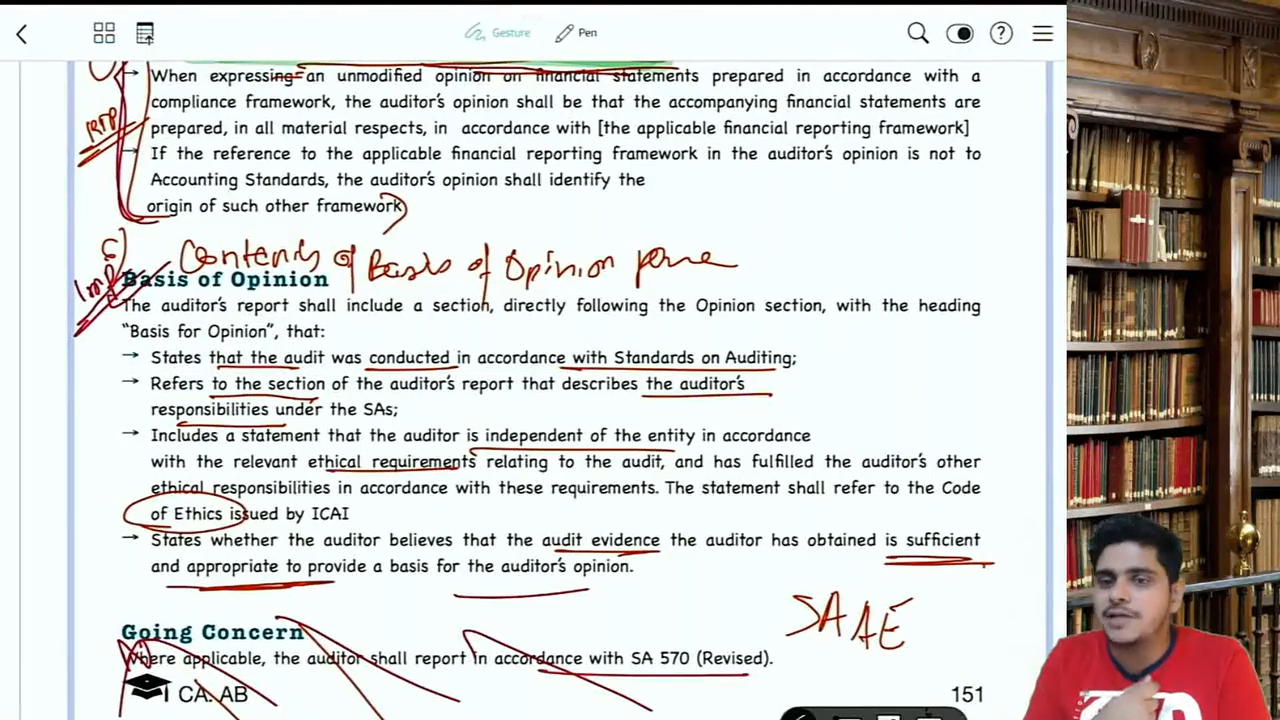 Gesture Pen
When expressing an unmodified opinion on financial statements prepared in accordance with a
compliance framework, the auditor's opinion shall be that the accompanying financial statements are
prepared, in all material respects, in accordance with [the applicable financial reporting framework]
RTP
→ If the reference to the applicable financial reporting framework in the auditor's opinion is not to
Accounting Standards, the auditor's opinion shall identify the
origin of such other framework
Contents of Basis of Opinion para
Imp
Basis of Opinion
The auditor's report shall include a section, directly following the Opinion section, with the heading
"Basis for Opinion", that:
→ States that the audit was conducted in accordance with Standards on Auditing;
→ Refers to the section of the auditor's report that describes the auditor's
responsibilities under the SAs;
→ Includes a statement that the auditor is independent of the entity in accordance
with the relevant ethical requirements relating to the audit, and has fulfilled the auditor's other
ethical responsibilities in accordance with these requirements. The statement shall refer to the Code
of Ethics issued by ICAI
→ States whether the auditor believes that the audit evidence the auditor has obtained is sufficient
and appropriate to provide a basis for the auditor's opinion.
SAAE
Going Concern
Where applicable, the auditor shall report in accordance with SA 570 (Revised).
CA. AB 151